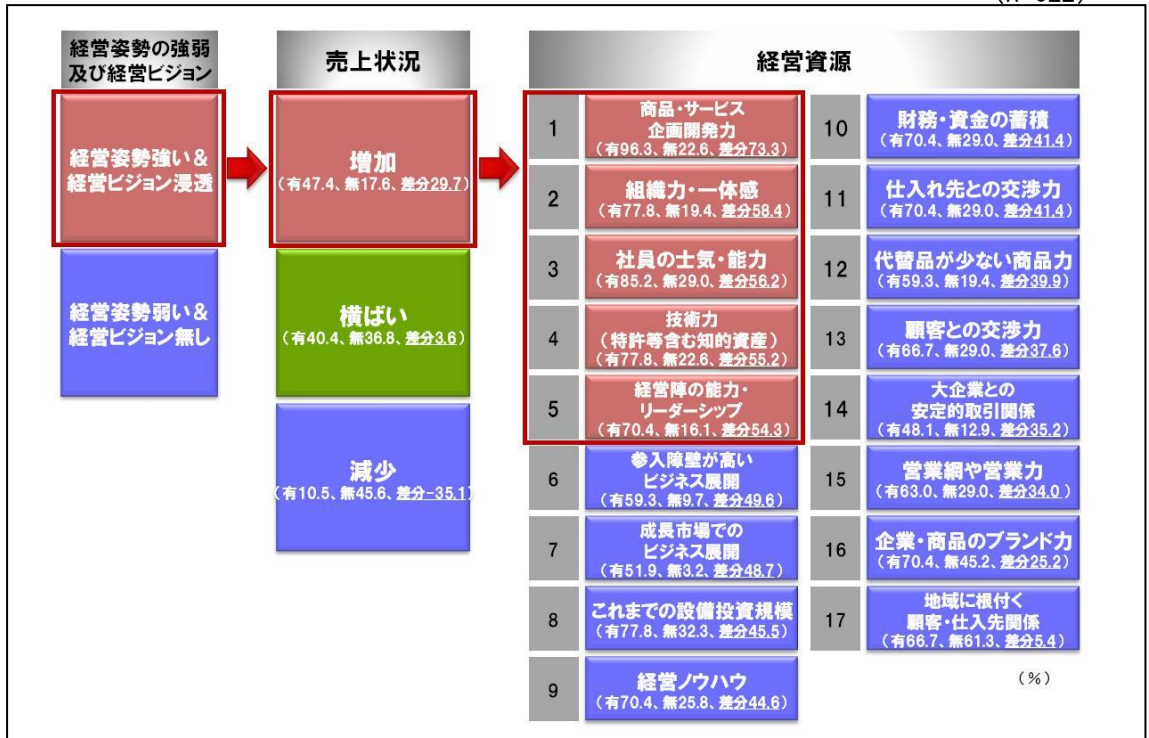 経営姿勢の強弱
及び経営ビジョン
経営姿勢強い&
経営ビジョン浸透
経営姿勢弱い&
経営ビジョン無し
売上状況
増加
(有47.4、無17.6、差分29.7)
横ばい
(有40.4、無36.8、差分3.6)
減少
(有10.5、無45.6、差分-35.1)
経営資源
1
商品・サービス
企画開発力
(有96.3、無22.6、差分73.3)
2
組織力・一体感
(有77.8、無19.4、差分58.4)
3
社員の士気・能力
(有85.2、無29.0、差分56.2)
4
技術力
(特許等含む知的資産)
(有77.8、無22.6、差分55.2)
5
経営陣の能力・
リーダーシップ
(有70.4、無16.1、差分54.3)
6
参入障壁が高い
ビジネス展開
(有59.3、無9.7、差分49.6)
7
成長市場での
ビジネス展開
(有51.9、無3.2、差分48.7)
8
これまでの設備投資規模
(有77.8、無32.3、差分45.5)
9
経営ノウハウ
(有70.4、無25.8、差分44.6)
10
財務・資金の蓄積
(有70.4、無29.0、差分41.4)
11
仕入れ先との交渉力
(有70.4、無29.0、差分41.4)
12
代替品が少ない商品力
(有59.3、無19.4、差分39.9)
13
顧客との交渉力
(有66.7、無29.0、差分37.6)
14
大企業との
安定的取引関係
(有48.1、無12.9、差分35.2)
15
営業網や営業力
(有63.0、無29.0、差分34.0)
16
企業・商品のブランド力
(有70.4、無45.2、差分25.2)
17
地域に根付く
顧客・仕入先関係
(有66.7、無61.3、差分5.4)
(%)